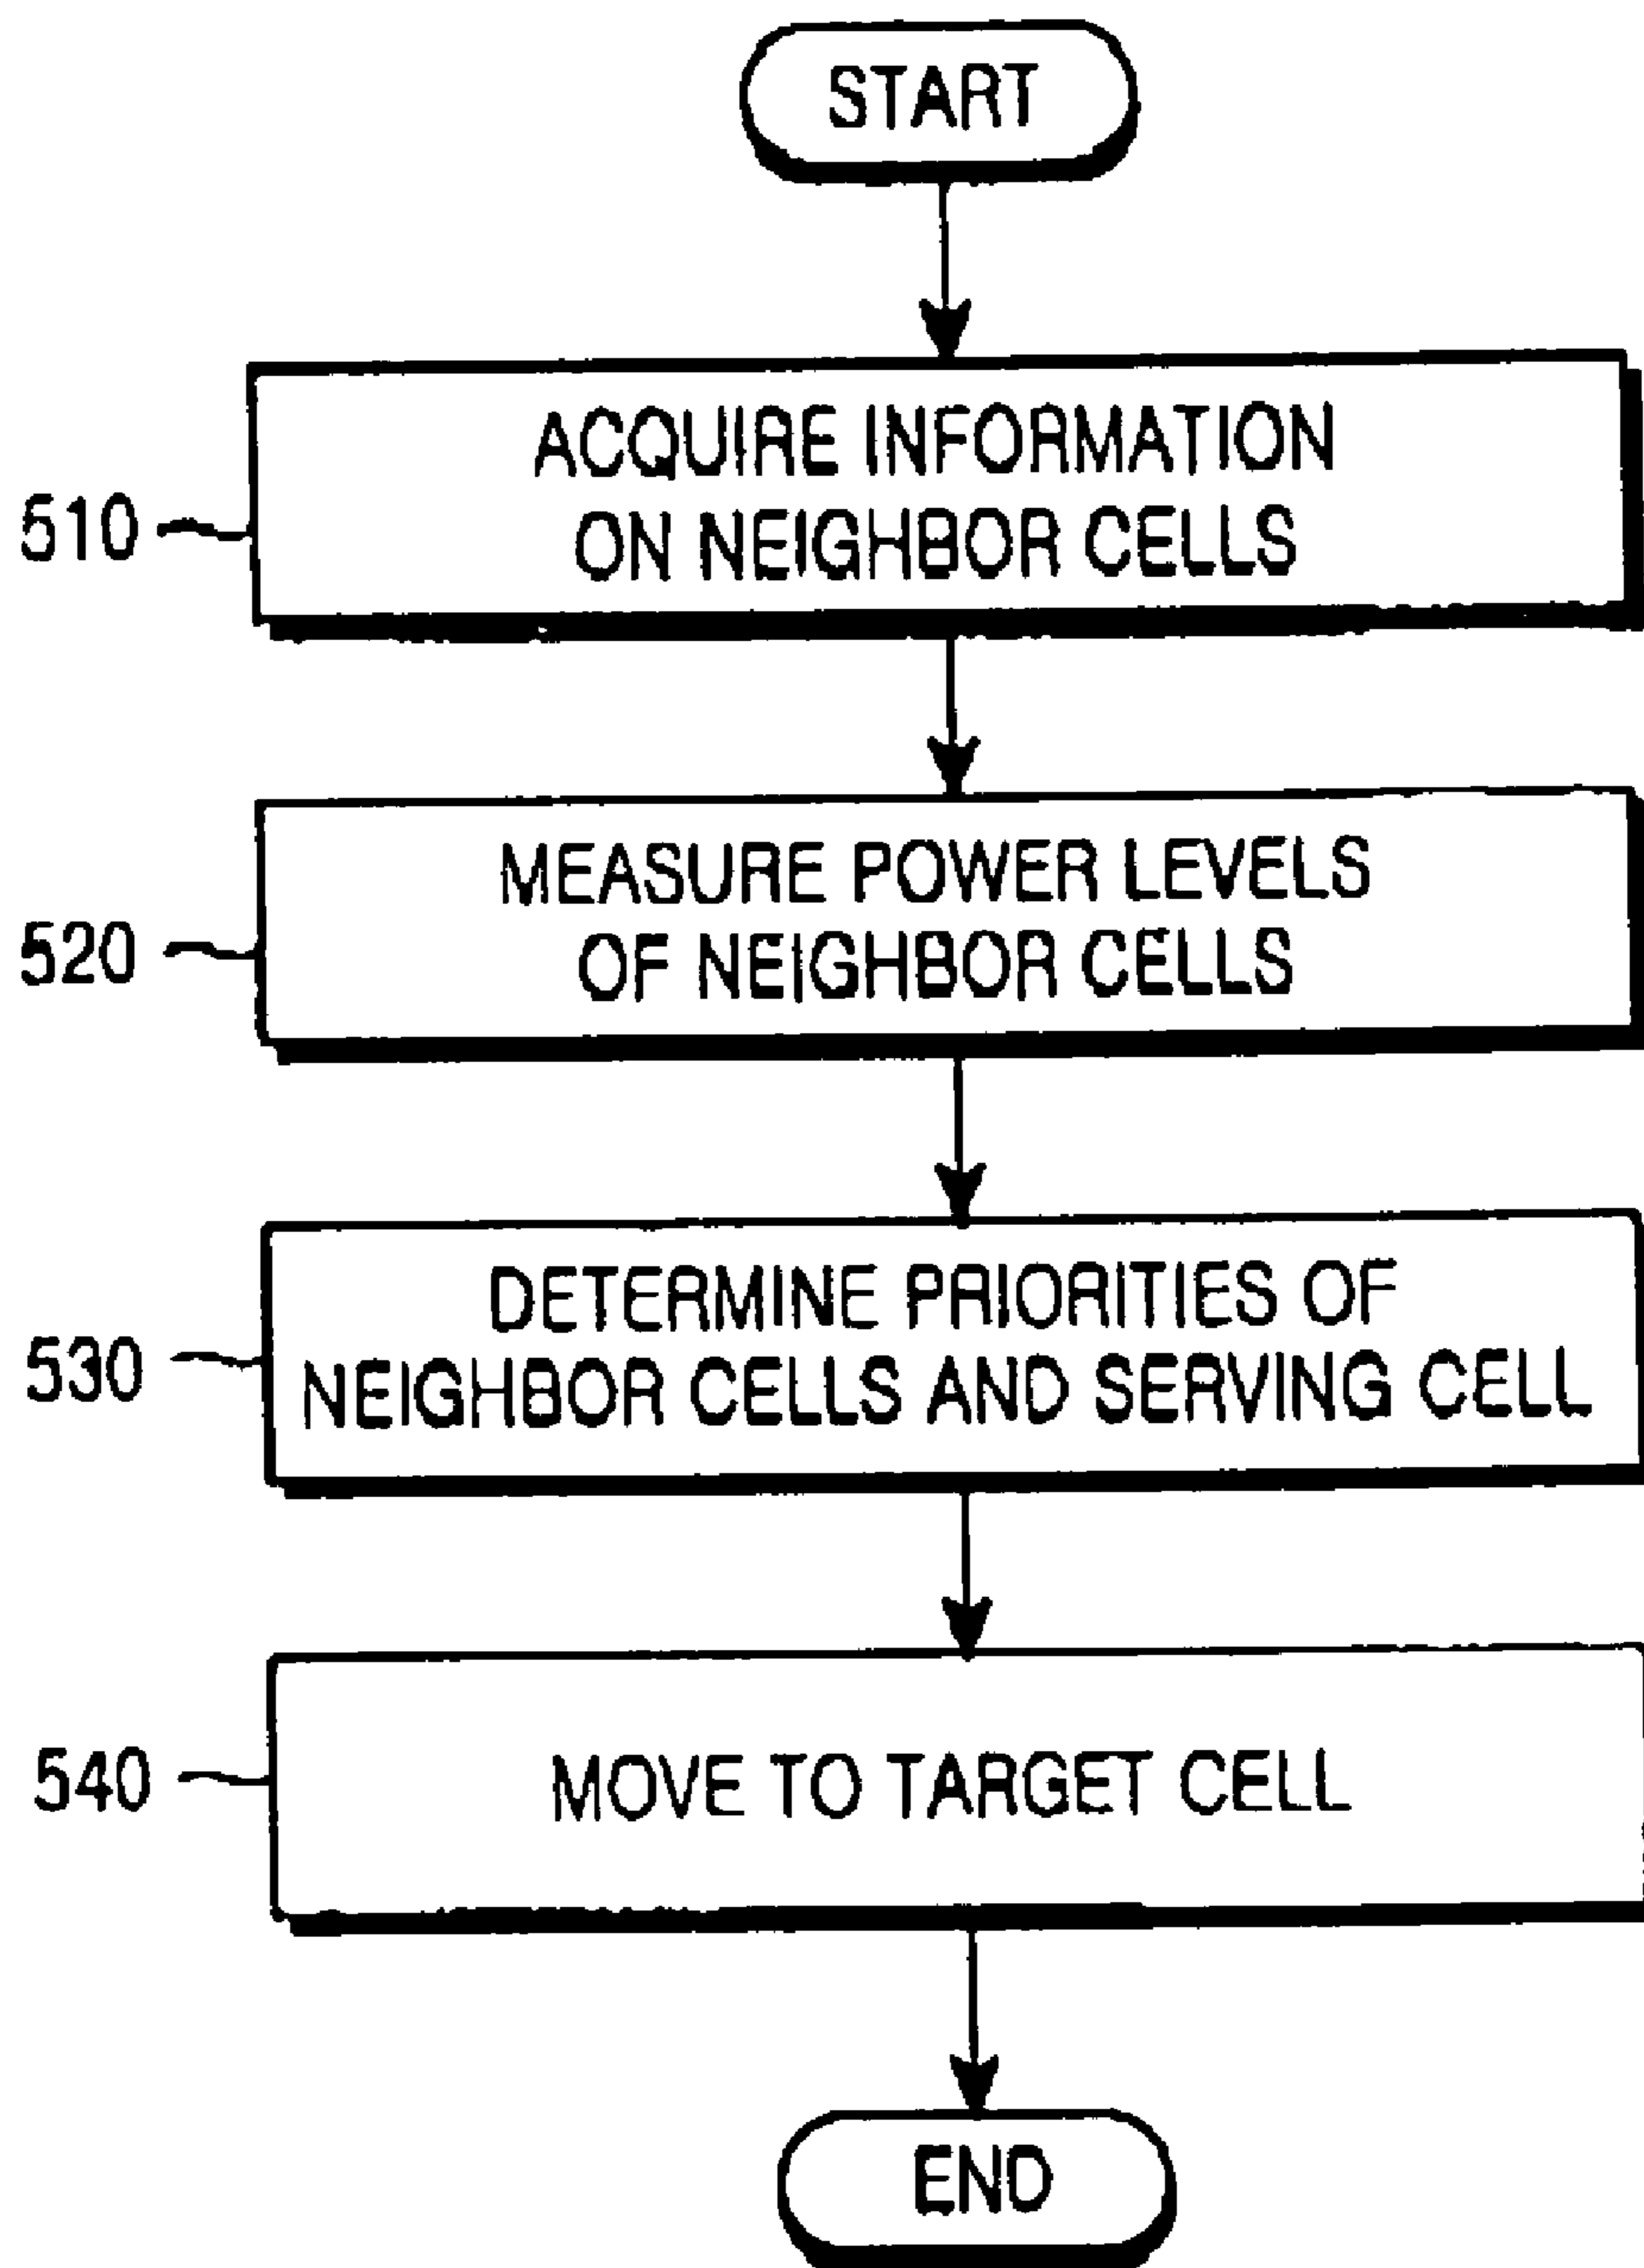 START
510
ACQUIRE INFORMATION
ON NEIGHBOR CELLS
520
MEASURE POWER LEVELS
OF NEIGHBOR CELLS
530
DETERMINE PRIORITIES OF
NEIGHBOR CELLS AND SERVING CELL
540
MOVE TO TARGET CELL
END